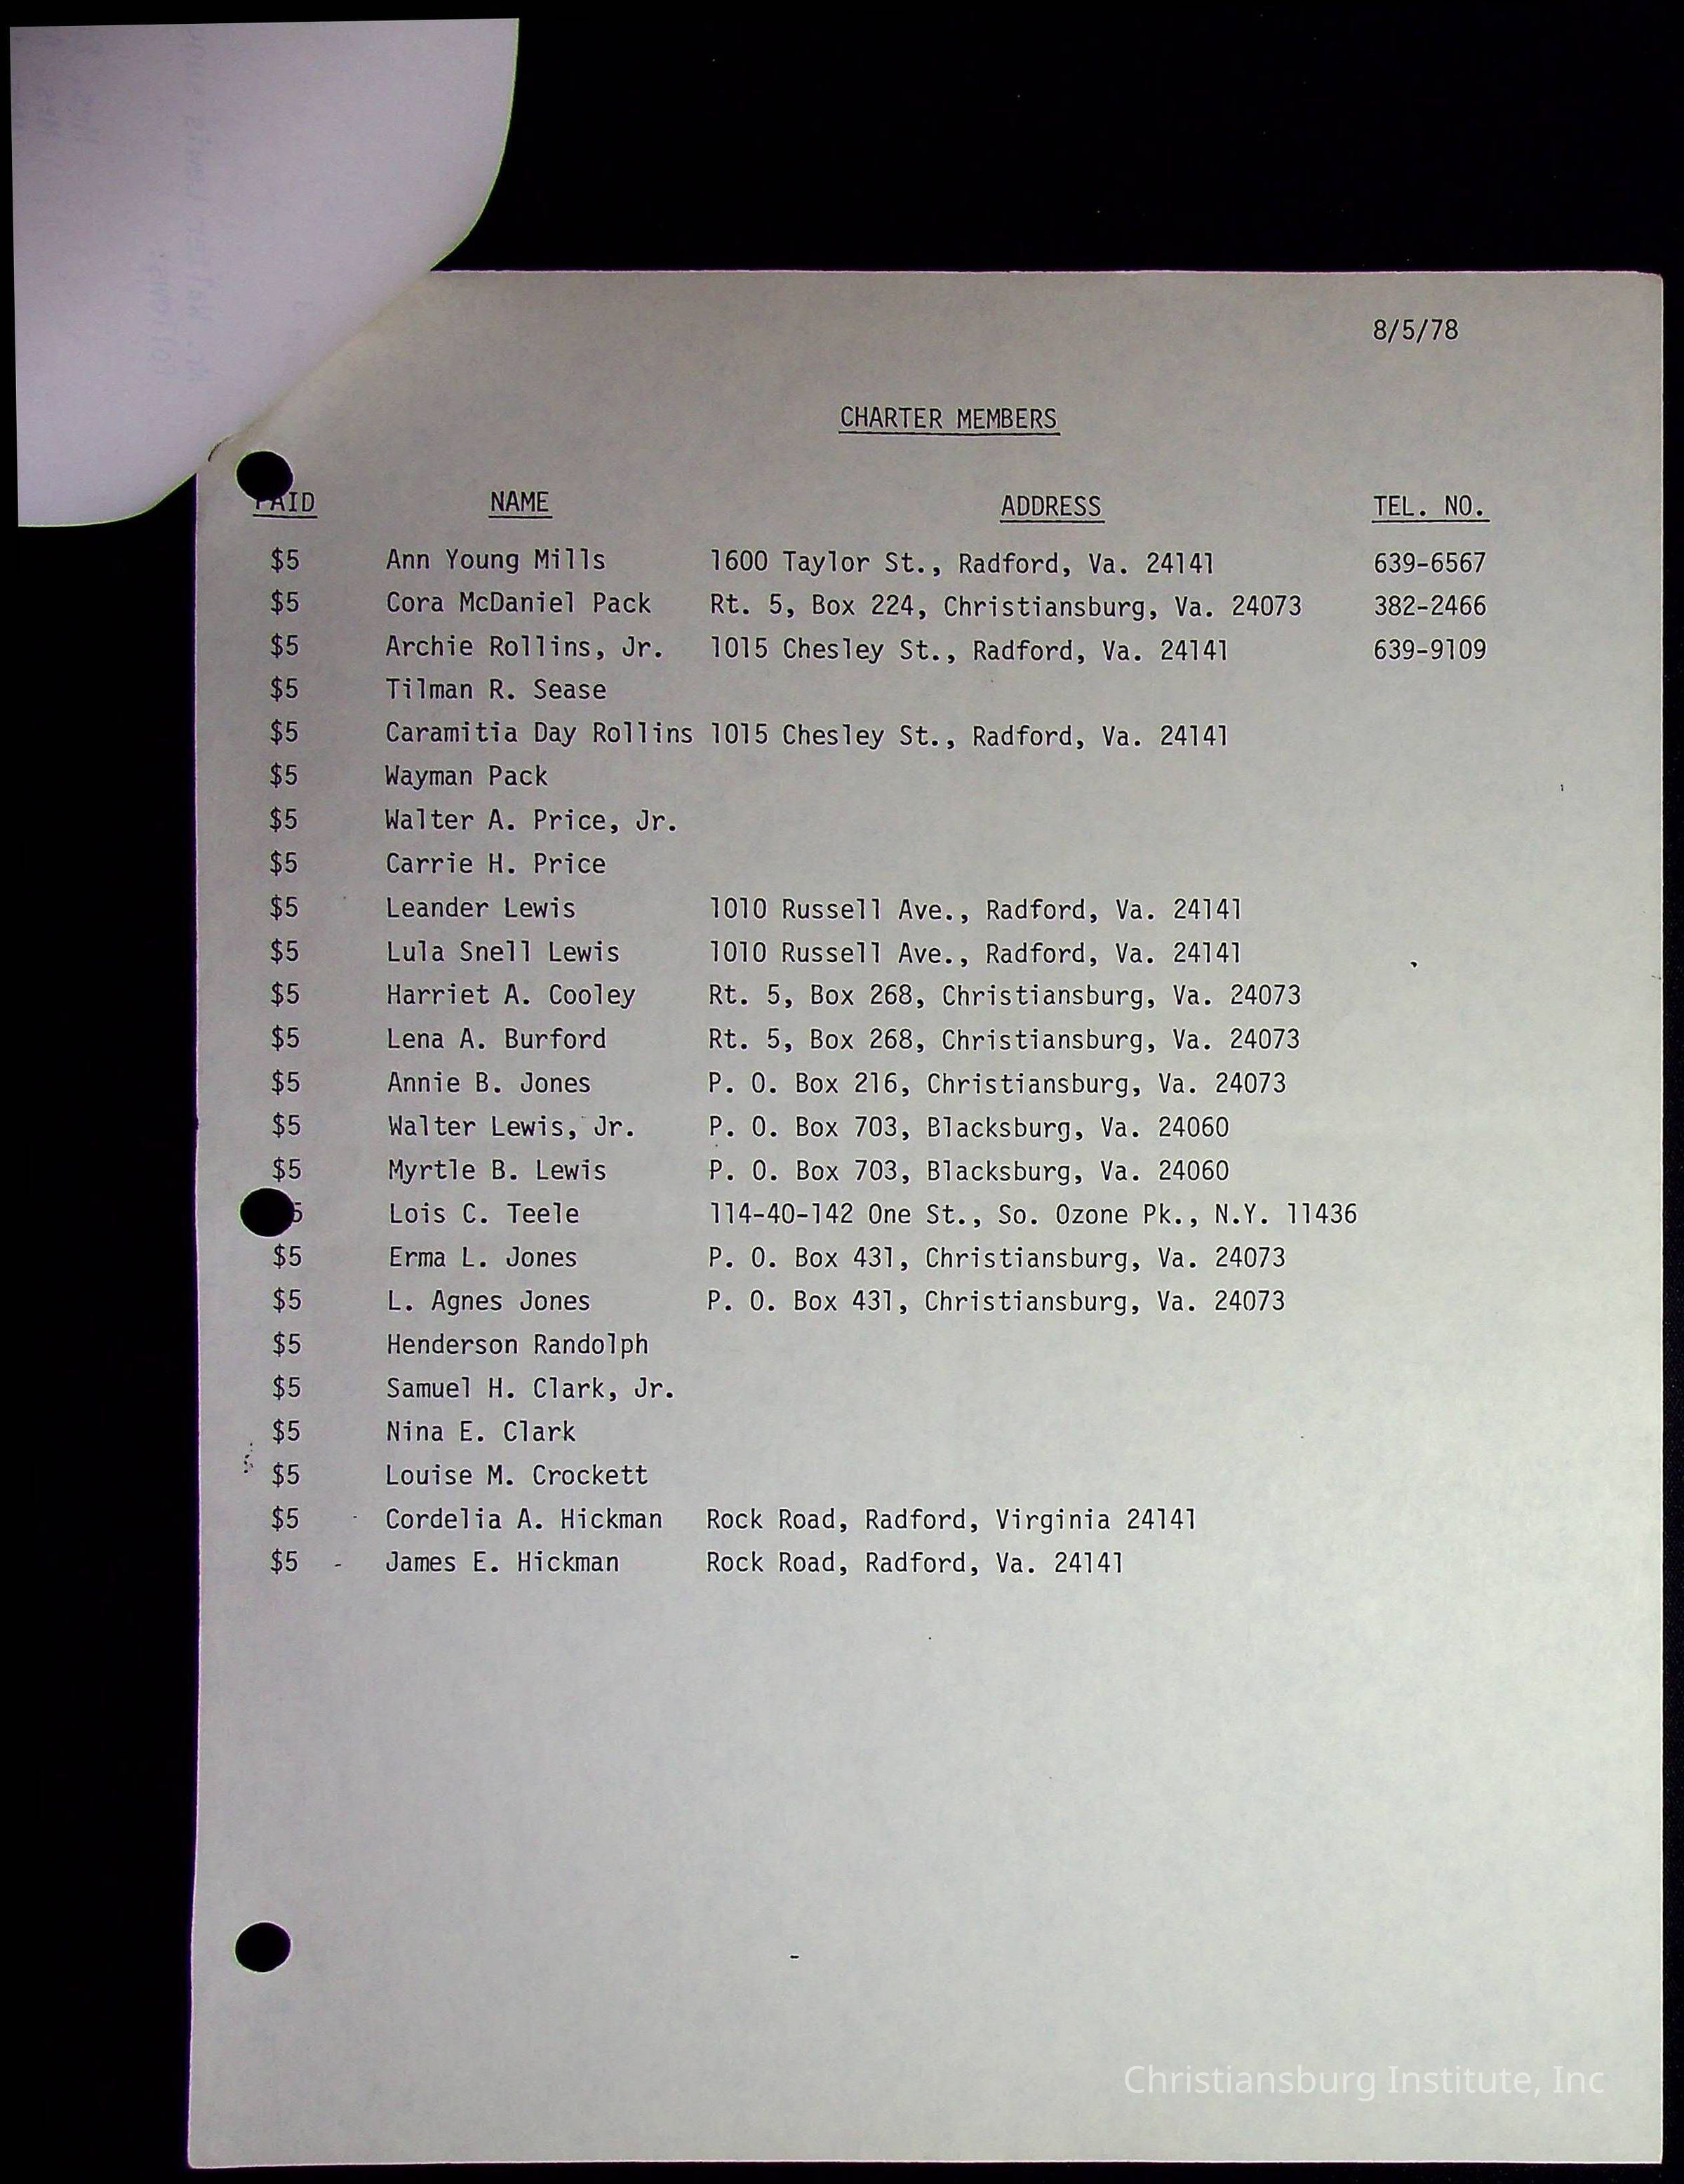 8/5/78
CHARTER MEMBERS
PAID NAME ADDRESS TEL. NO.
$5 Ann Young Mills 1600 Taylor St., Radford, Va. 24141 639-6567
$5 Cora McDaniel Pack Rt. 5, Box 224, Christiansburg, Va. 24073 382-2466
$5 Archie Rollins, Jr. 1015 Chesley St., Radford, Va. 24141 639-9109
$5 Tilman R. Sease
$5 Caramitia Day Rollins 1015 Chesley St., Radford, Va. 24141
$5 Wayman Pack
$5 Walter A. Price, Jr.
$5 Carrie H. Price
$5 Leander Lewis 1010 Russell Ave., Radford, Va. 24141
$5 Lula Snell Lewis 1010 Russell Ave., Radford, Va. 24141
$5 Harriet A. Cooley Rt. 5, Box 268, Christiansburg, Va. 24073
$5 Lena A. Burford Rt. 5, Box 268, Christiansburg, Va. 24073
$5 Annie B. Jones P. O. Box 216, Christiansburg, Va. 24073
$5 Walter Lewis, Jr. P. O. Box 703, Blacksburg, Va. 24060
$5 Myrtle B. Lewis P. O. Box 703, Blacksburg, Va. 24060
5 Lois C. Teele 114-40-142 One St., So. Ozone Pk., N.Y. 11436
$5 Erma L. Jones P. O. Box 431, Christiansburg, Va. 24073
$5 L. Agnes Jones P. O. Box 431, Christiansburg, Va. 24073
$5 Henderson Randolph
$5 Samuel H. Clark, Jr.
$5 Nina E. Clark
$5 Louise M. Crockett
$5 Cordelia A. Hickman Rock Road, Radford, Virginia 24141
$5 James E. Hickman Rock Road, Radford, Va. 24141
Christiansburg Institute, Inc